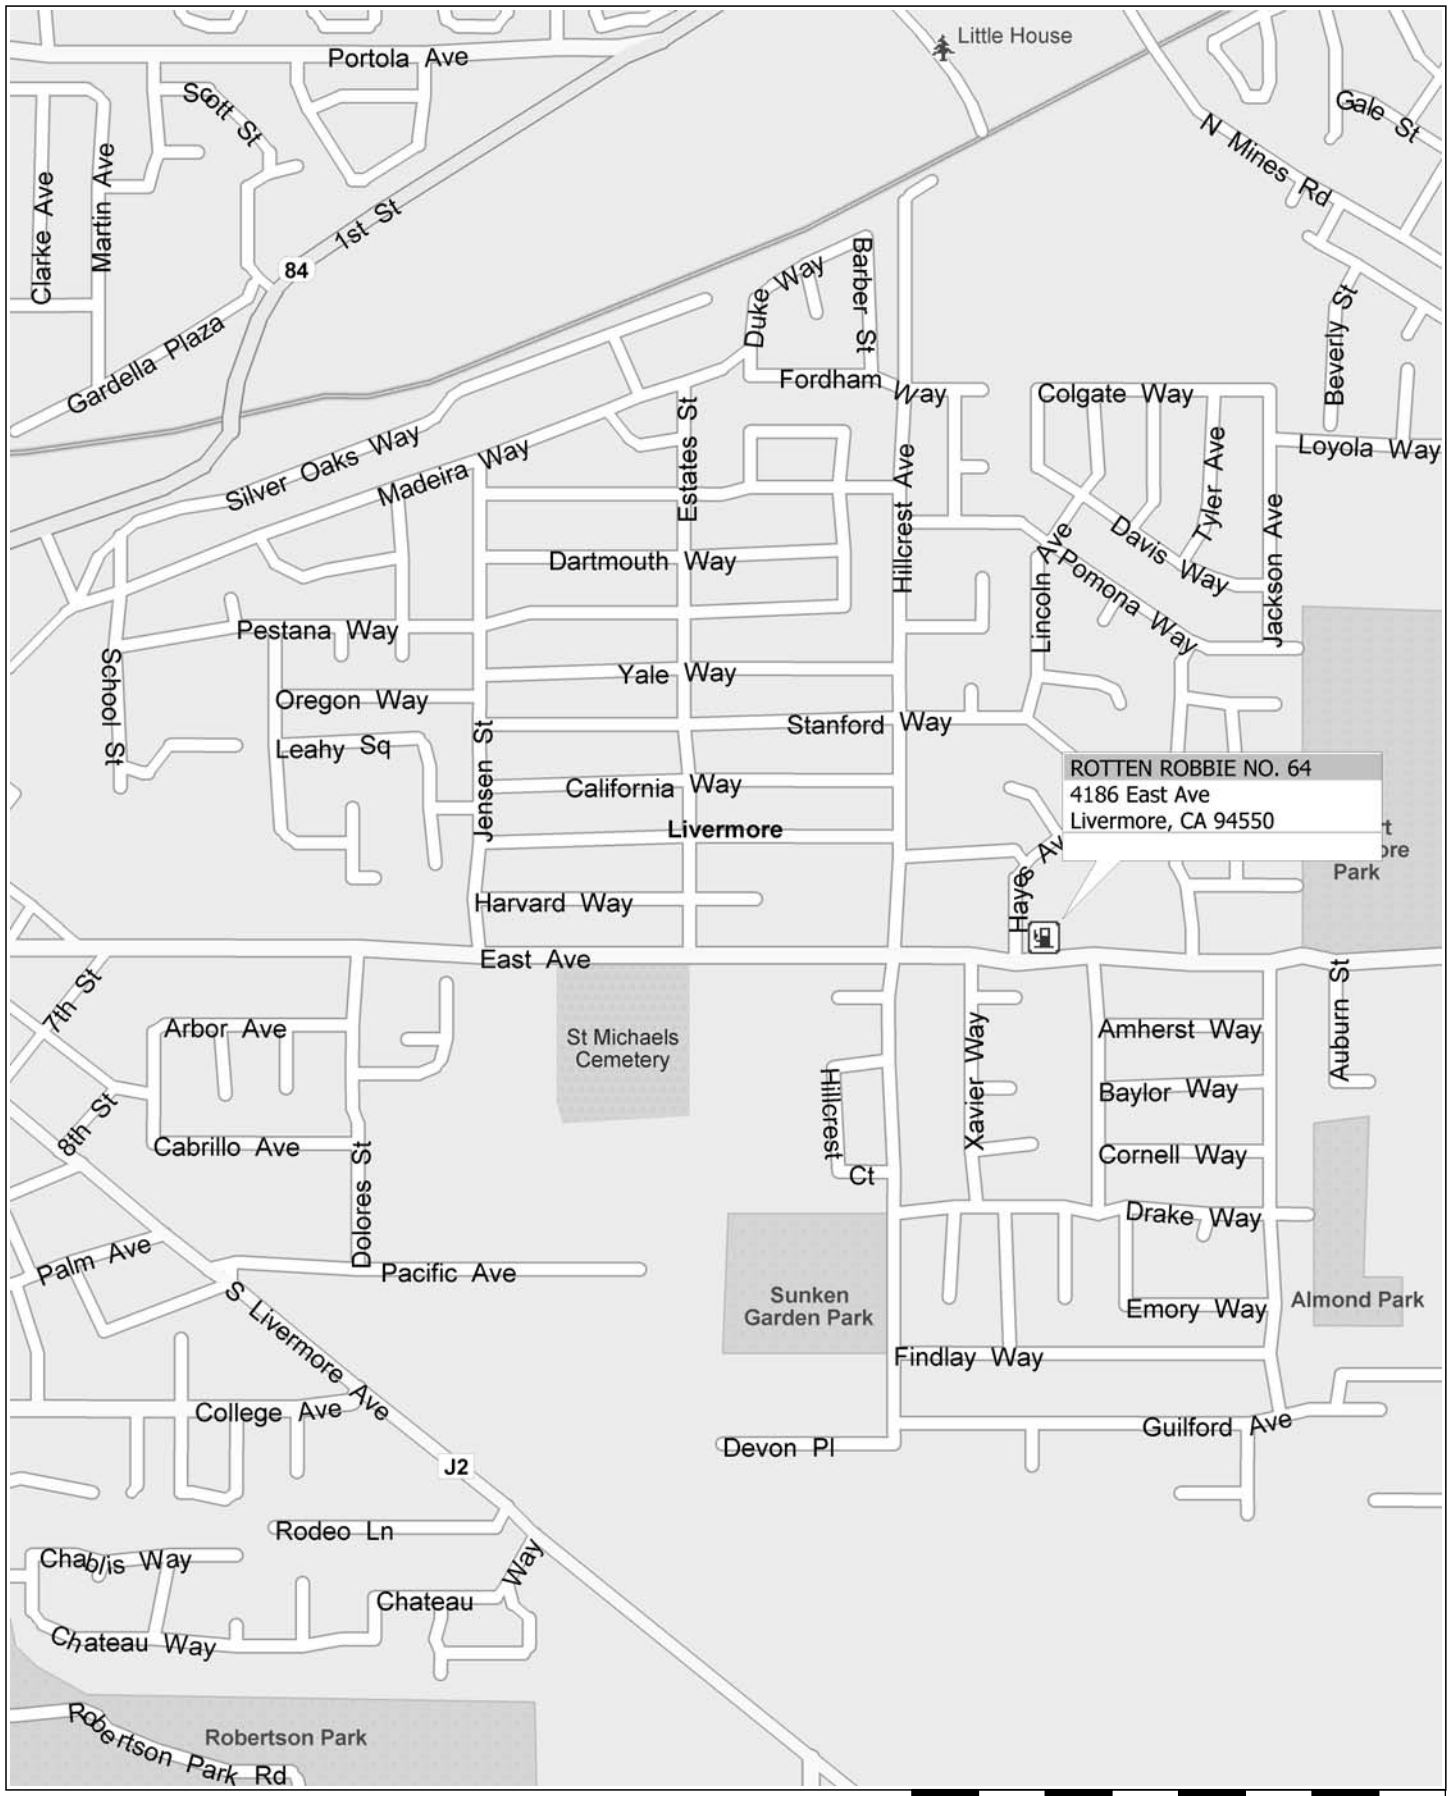 Little House
Portola Ave
Scott St
Gale St
N Mines Rd
Clarke Ave
Martin Ave
1st St
84
Barber St
Duke Way
Beverly St
Gardella Plaza
Fordham Way
Colgate Way
Loyola Way
Silver Oaks Way
Madeira Way
Estates St
Hillcrest Ave
Tyler Ave
Davis Way
Jackson Ave
Dartmouth Way
Lincoln Ave
Pomona Way
Pestana Way
School St
Yale Way
Oregon Way
Stanford Way
Leahy Sq
Jensen St
California Way
ROTTEN ROBBIE NO. 64
4186 East Ave
Livermore, CA 94550
Livermore
Park
Hayes Av
Harvard Way
East Ave
7th St
Arbor Ave
St Michaels
Cemetery
Xavier Way
Amherst Way
Auburn St
Baylor Way
8th St
Hillcrest Ct
Cabrillo Ave
Cornell Way
Dolores St
Drake Way
Palm Ave
Pacific Ave
Sunken
Garden Park
Emory Way
Almond Park
S Livermore Ave
Findlay Way
College Ave
Guilford Ave
Devon Pl
J2
Rodeo Ln
Chablis Way
Chateau Way
Chateau Way
Robertson Park
Robertson Park Rd